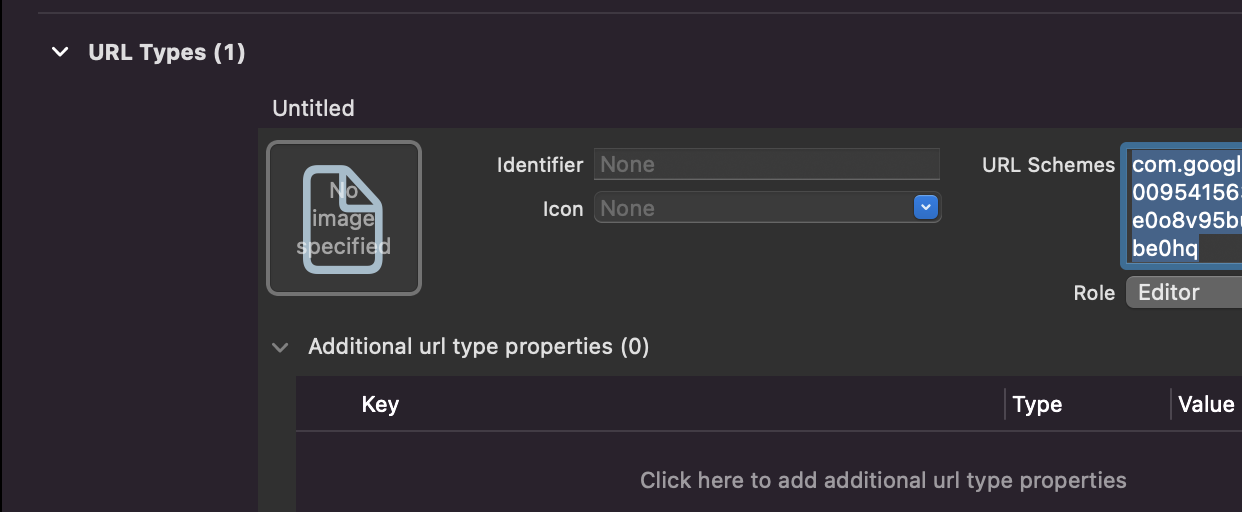 URL Types (1)
Untitled
No
image
specified
Identifier
None
Icon
None
URL Schemes
com.googl
00954156
e0o8v95b
be0hq
Role
Editor
Additional url type properties (0)
Key
Type
Value
Click here to add additional url type properties